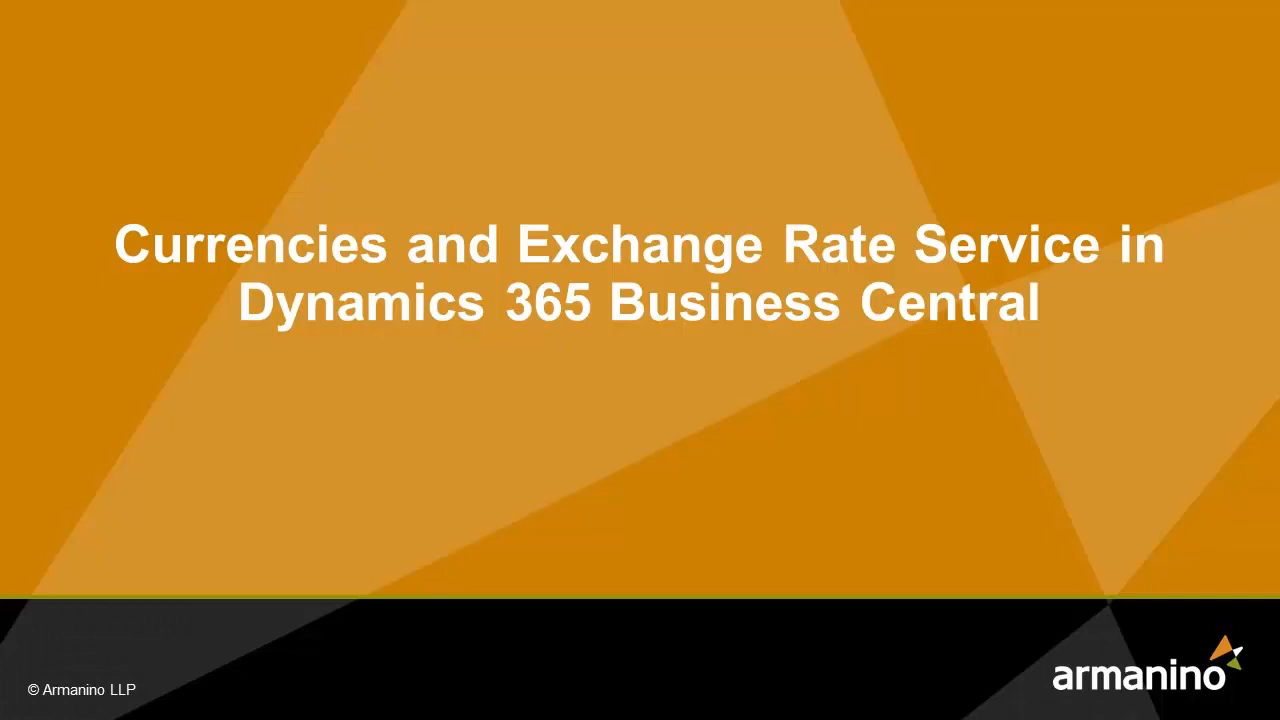 Currencies and Exchange Rate Service in
Dynamics 365 Business Central
© Armanino LLP
armanino